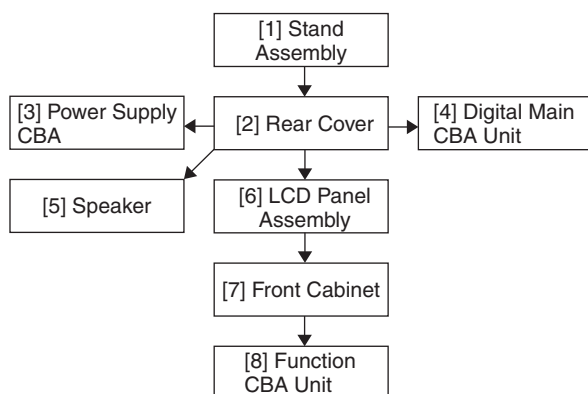 [1] Stand
Assembly
[3] Power Supply
CBA
[2] Rear Cover
[4] Digital Main
CBA Unit
[5] Speaker
[6] LCD Panel
Assembly
[7] Front Cabinet
[8] Function
CBA Unit